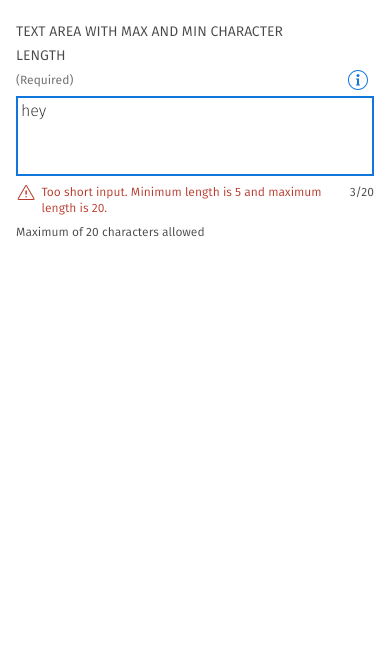 TEXT AREA WITH MAX AND MIN CHARACTER
LENGTH
(Required)
hey
Too short input. Minimum length is 5 and maximum
length is 20.
3/20
Maximum of 20 characters allowed